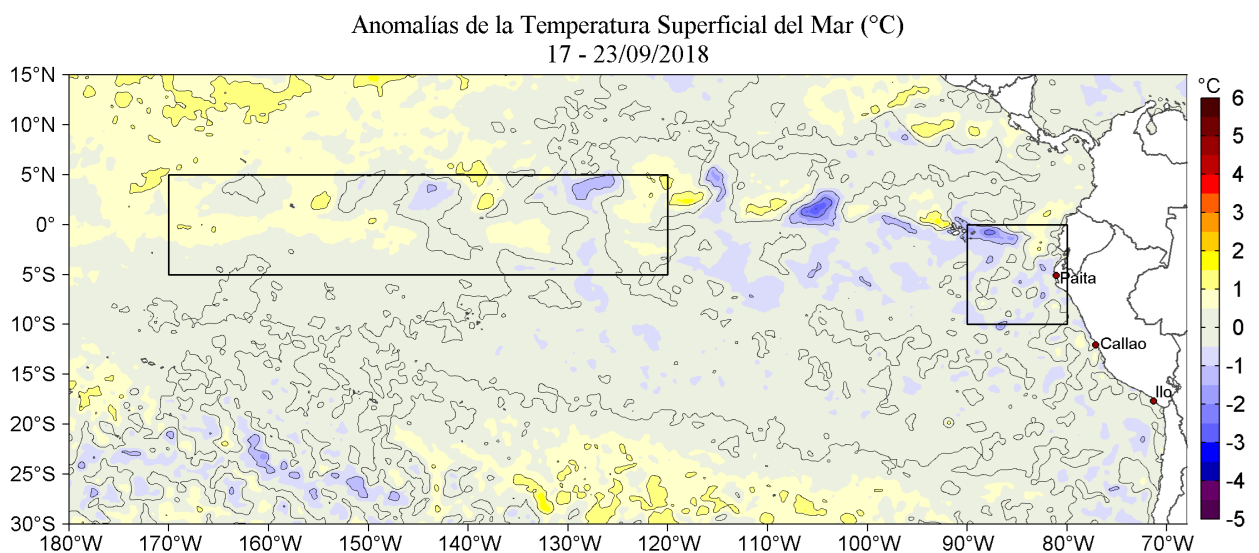 Anomalías de la Temperatura Superficial del Mar (°C)
17 - 23/09/2018
°C
15°N
10°N
5°N
0°
5°S
10°S
15°S
20°S
25°S
30°S
Paita
Callao
Ilo
6
5
4
3
2
1
0
-1
-2
-3
-4
-5
180°W
170°W
160°W
150°W
140°W
130°W
120°W
110°W
100°W
90°W
80°W
70°W